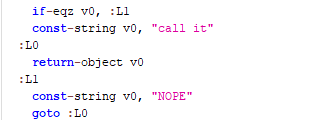 if-eqz v0, :L1
const-string v0, "call it"
:L0
return-object v0
:L1
const-string v0, "NOPE"
goto :L0